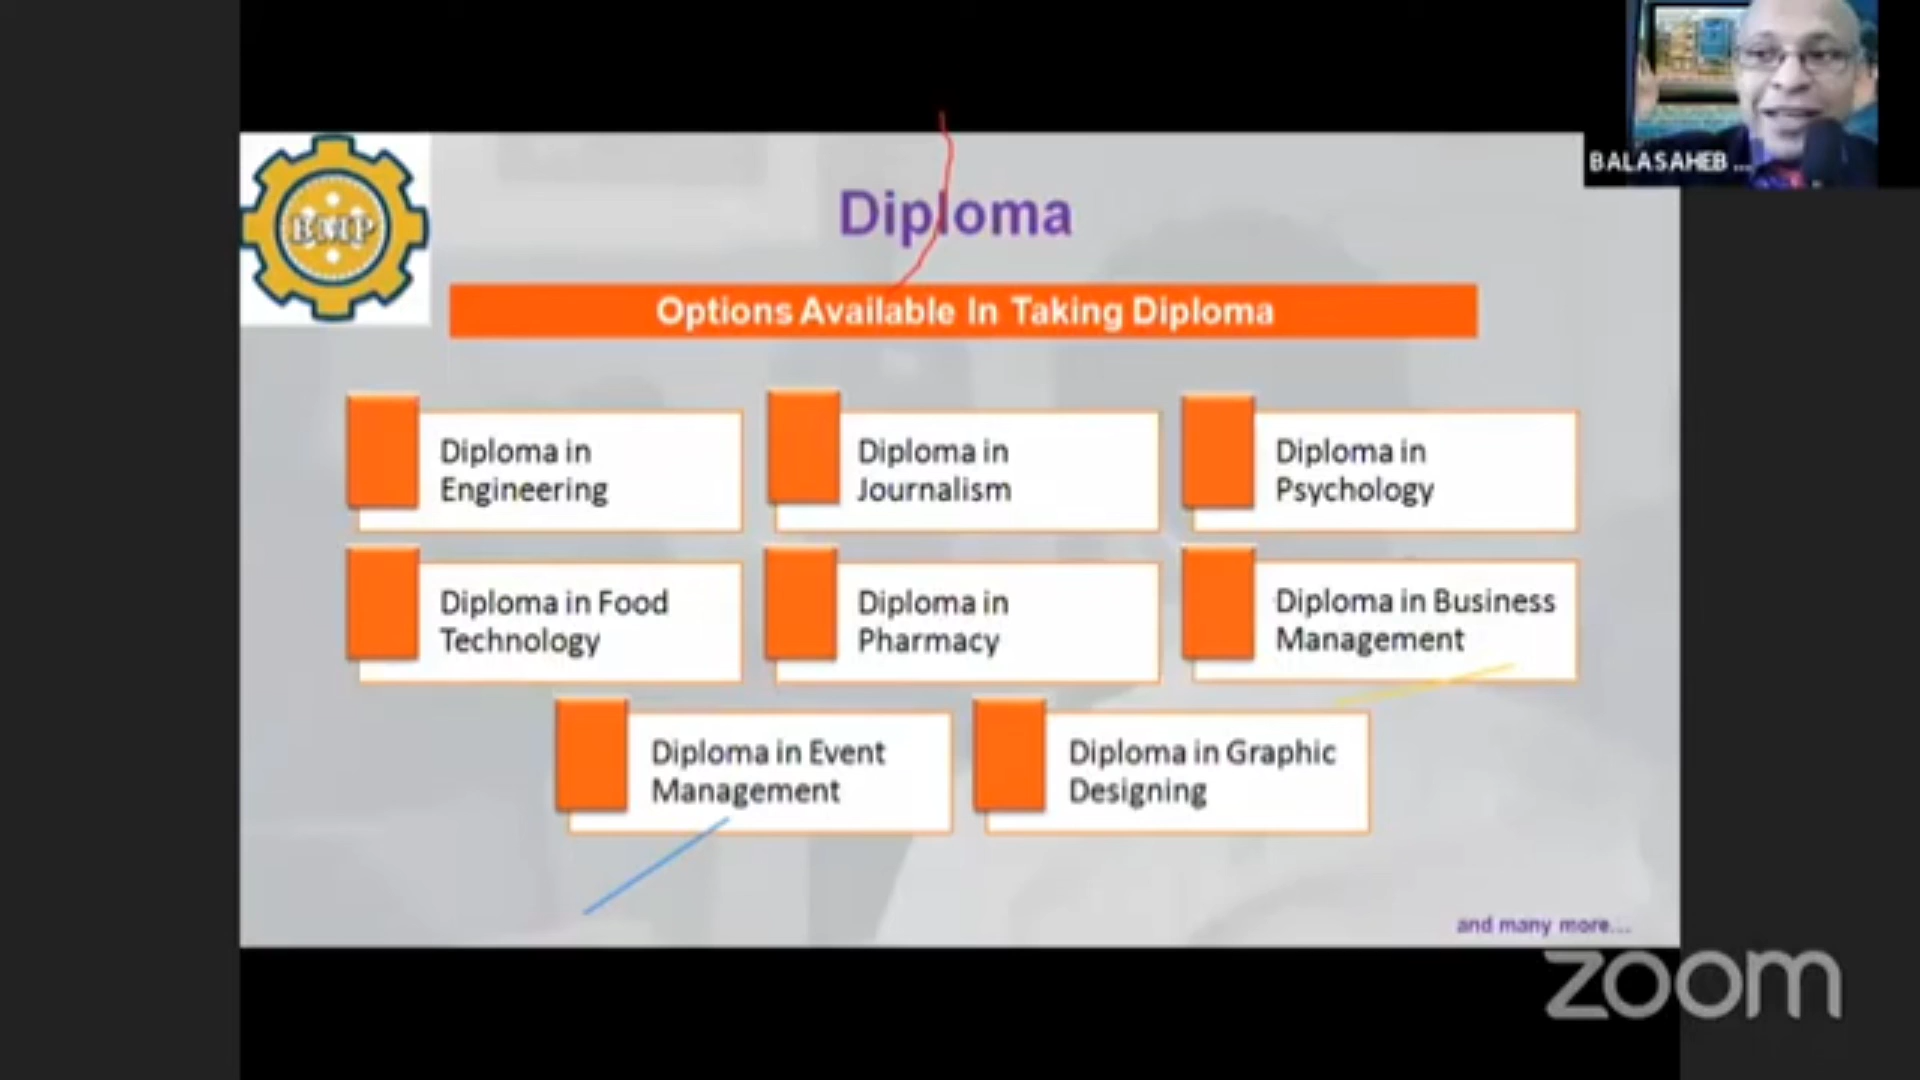 BALASAHEB ...
BMP
Diploma
Options Available In Taking Diploma
Diploma in
Engineering
Diploma in
Journalism
Diploma in
Psychology
Diploma in Food
Technology
Diploma in
Pharmacy
Diploma in Business
Management
Diploma in Event
Management
Diploma in Graphic
Designing
and many more...
zoom